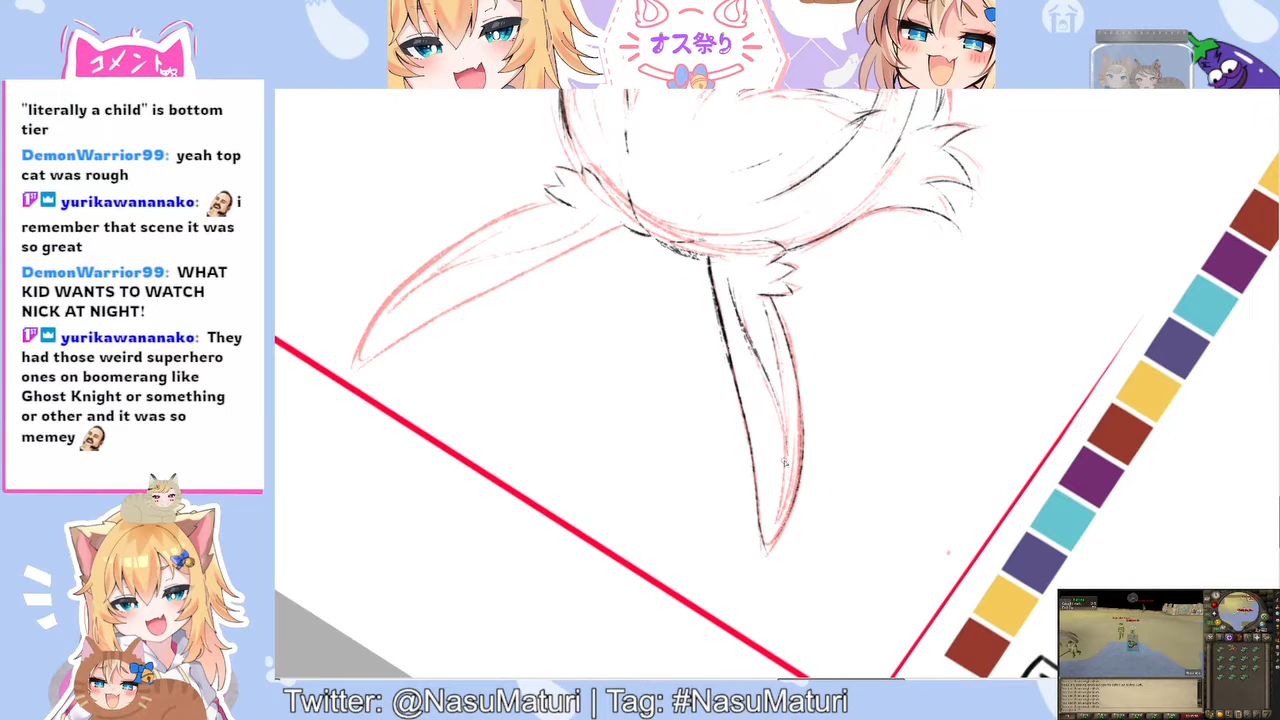 コメント
オス祭り
"literally a child" is bottom
tier
DemonWarrior99: yeah top
cat was rough
yurikawananako: i
remember that scene it was
so great
DemonWarrior99: WHAT
KID WANTS TO WATCH
NICK AT NIGHT!
yurikawananako: They
had those weird superhero
ones on boomerang like
Ghost Knight or something
or other and it was so
memey
Twitter @NasuMaturi | Tag: #NasuMaturi